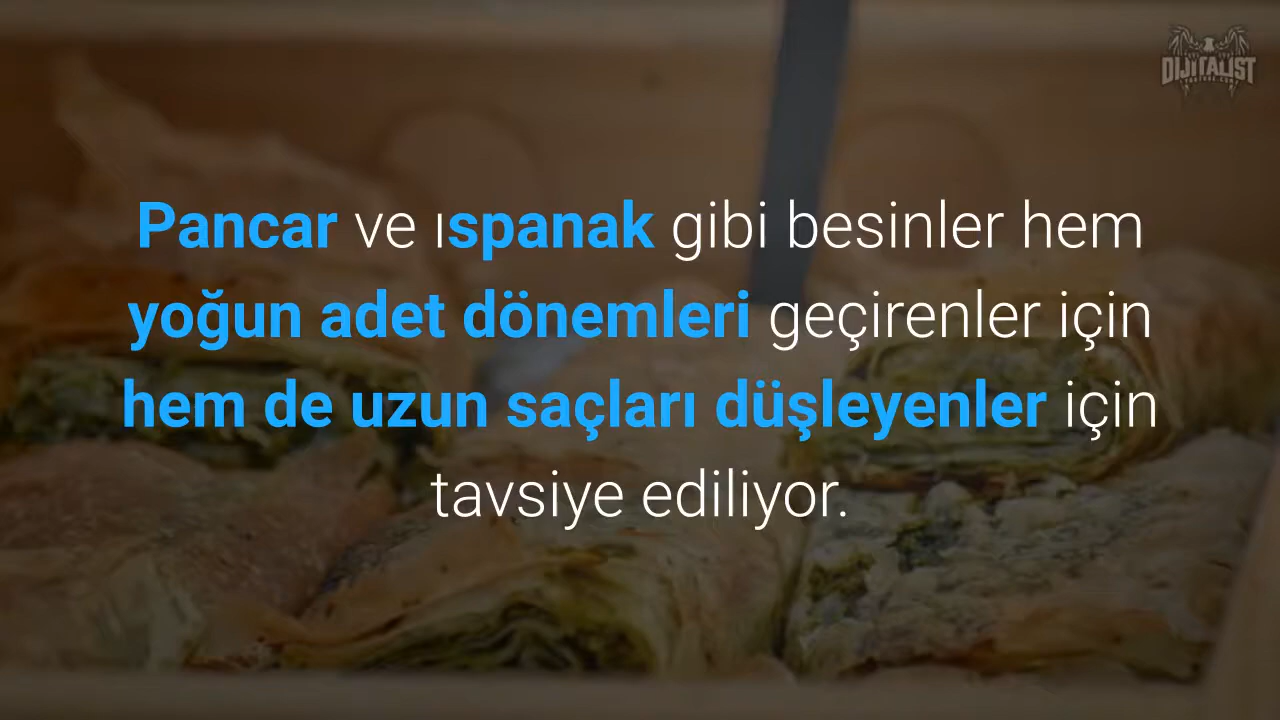 DIJITALIST
Pancar ve ıspanak gibi besinler hem
yoğun adet dönemleri geçirenler için
hem de uzun saçları düşleyenler için
tavsiye ediliyor.